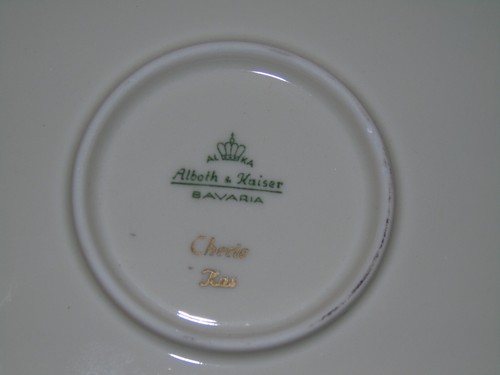 AL KA
Alboth & Kaiser
BAVARIA
Cherie